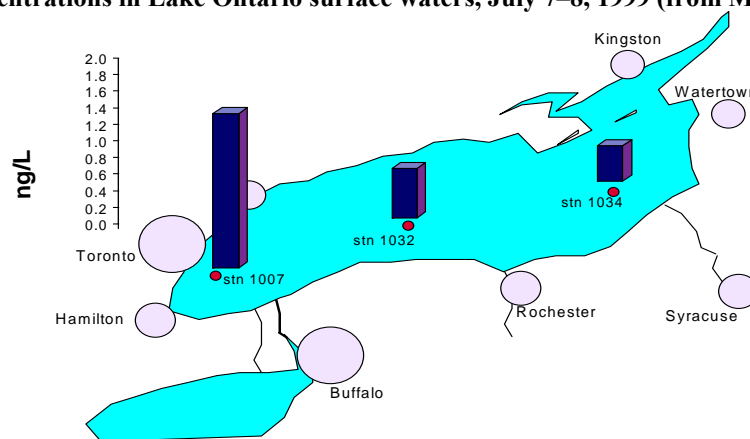 Lake Ontario surface waters, July 7–8, 1999 (from
Kingston
2.0
1.8
1.6
1.4
1.2
1.0
0.8
0.6
0.4
0.2
0.0
ng/L
Watertown
stn 1034
stn 1032
Toronto
stn 1007
Hamilton
Rochester
Syracuse
Buffalo